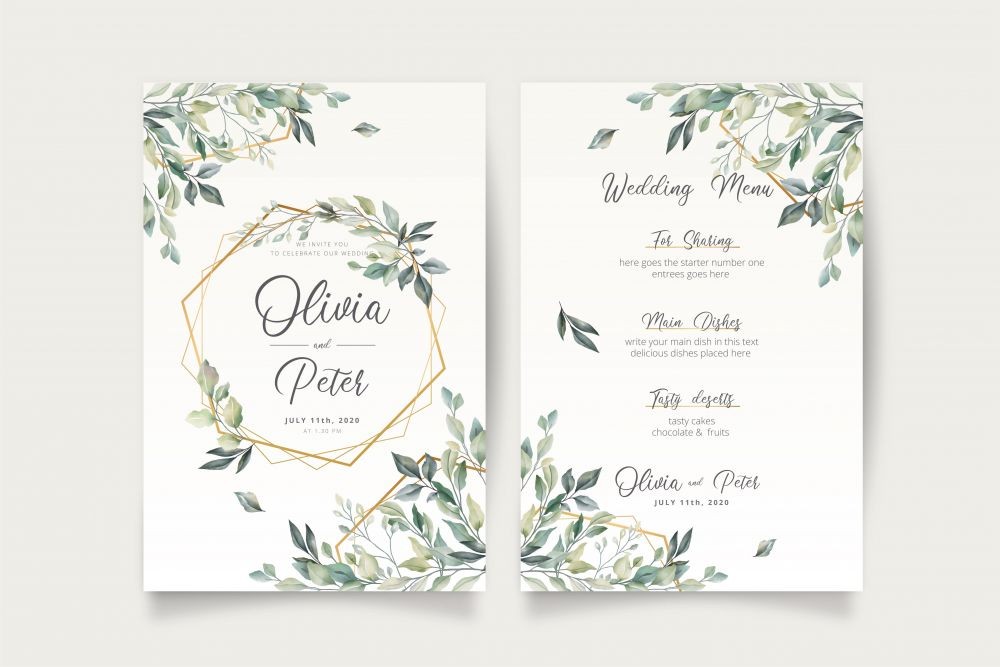 WE INVITE YOU
TO CELEBRATE OUR WEDDING
Olivia
and
Peter
JULY 11th, 2020
AT 1.30 PM
Wedding Menu
For Sharing
here goes the starter number one
entrees goes here
Main Dishes
write your main dish in this text
delicious dishes placed here
Tasty deserts
tasty cakes
chocolate & fruits
Olivia and Peter
JULY 11th, 2020